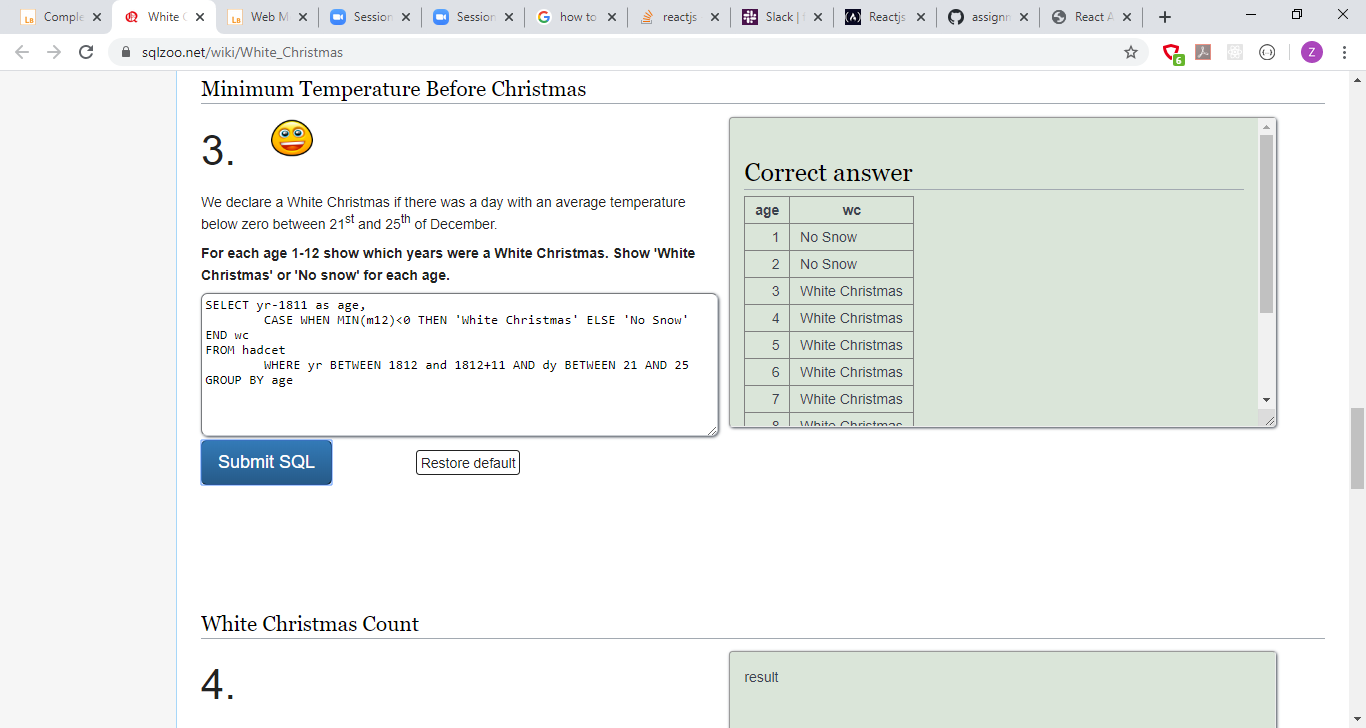 Comple
White C
Web M
Session
Session
how to
reactjs
Slack |
Reactjs
assignm
React A
sqlzoo.net/wiki/White_Christmas
6
Z
Minimum Temperature Before Christmas
3.
We declare a White Christmas if there was a day with an average temperature
below zero between 21st and 25th of December.
For each age 1-12 show which years were a White Christmas. Show 'White
Christmas' or 'No snow' for each age.
SELECT yr-1811 as age,
CASE WHEN MIN(m12)<0 THEN 'White Christmas' ELSE 'No Snow'
END wc
FROM hadcet
WHERE yr BETWEEN 1812 and 1812+11 AND dy BETWEEN 21 AND 25
GROUP BY age
Submit SQL
Restore default
Correct answer
age wc
1 No Snow
2 No Snow
3 White Christmas
4 White Christmas
5 White Christmas
6 White Christmas
7 White Christmas
8 White Christmas
White Christmas Count
4.
result